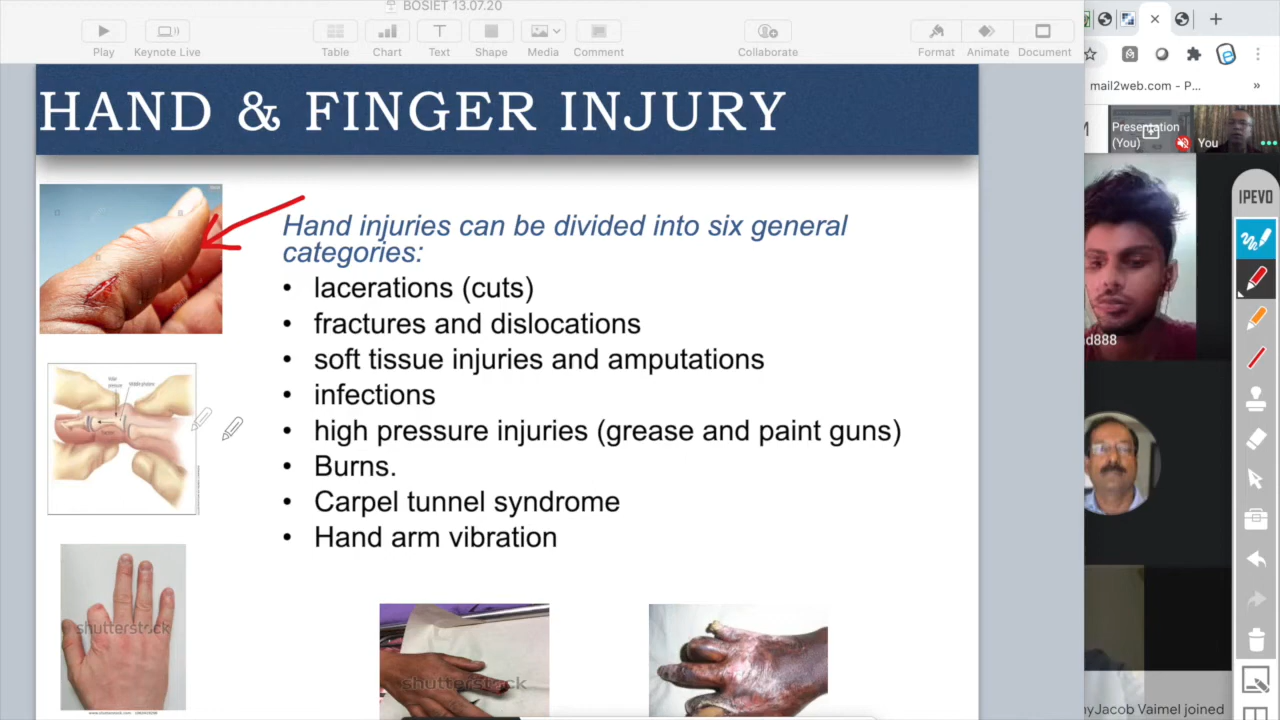 BOSIET 13.07.20
Play
Keynote Live
Table
Chart
Text
Shape
Media
Comment
Collaborate
Format
Animate
Document
mail2web.com - P...
»
HAND & FINGER INJURY
Presentation
(You)
You
IPEVO
Hand injuries can be divided into six general
categories:
• lacerations (cuts)
• fractures and dislocations
• soft tissue injuries and amputations
• infections
• high pressure injuries (grease and paint guns)
• Burns.
• Carpel tunnel syndrome
• Hand arm vibration
d888
shutterstock
shutterstock
yJacob Vaimel joined